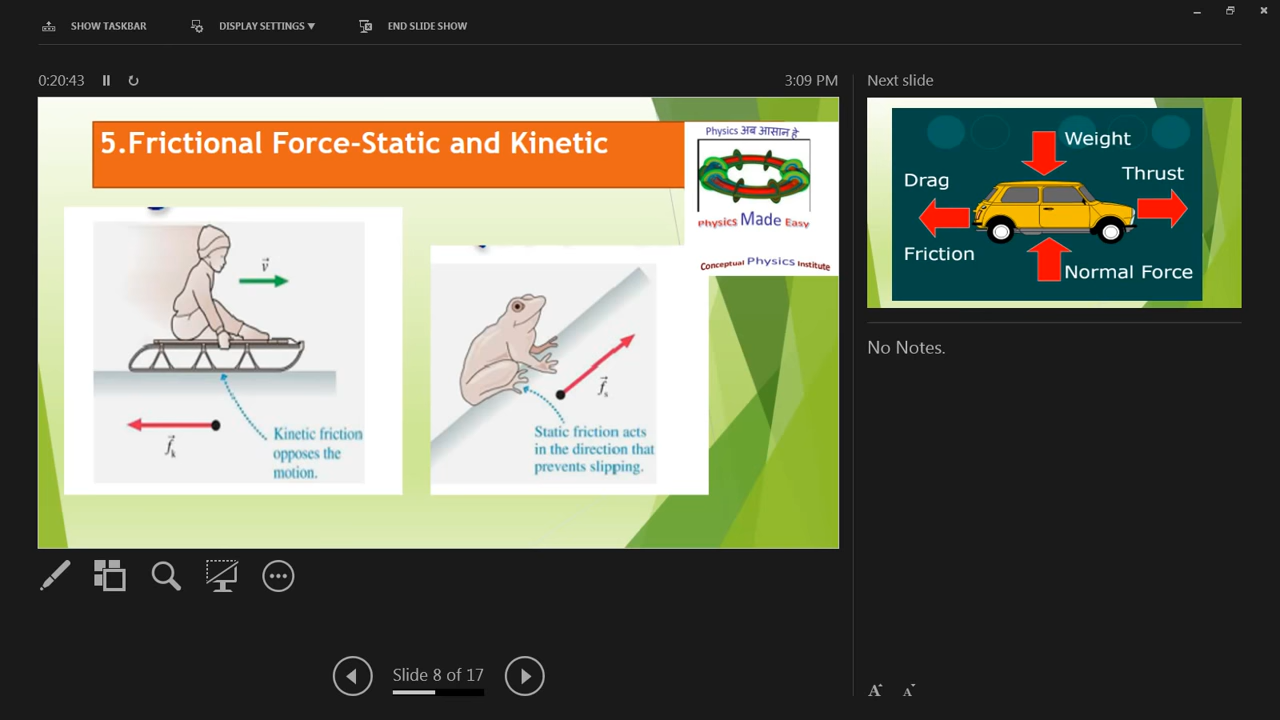 SHOW TASKBAR
DISPLAY SETTINGS ▼
END SLIDE SHOW
0:20:43
3:09 PM
5.Frictional Force-Static and Kinetic
Physics अब आसान हे
Physics Made Easy
Conceptual Physics Institute
v
fk
Kinetic friction
opposes the
motion.
fs
Static friction acts
in the direction that
prevents slipping.
Slide 8 of 17
Next slide
Weight
Drag
Thrust
Friction
Normal Force
No Notes.
A
A